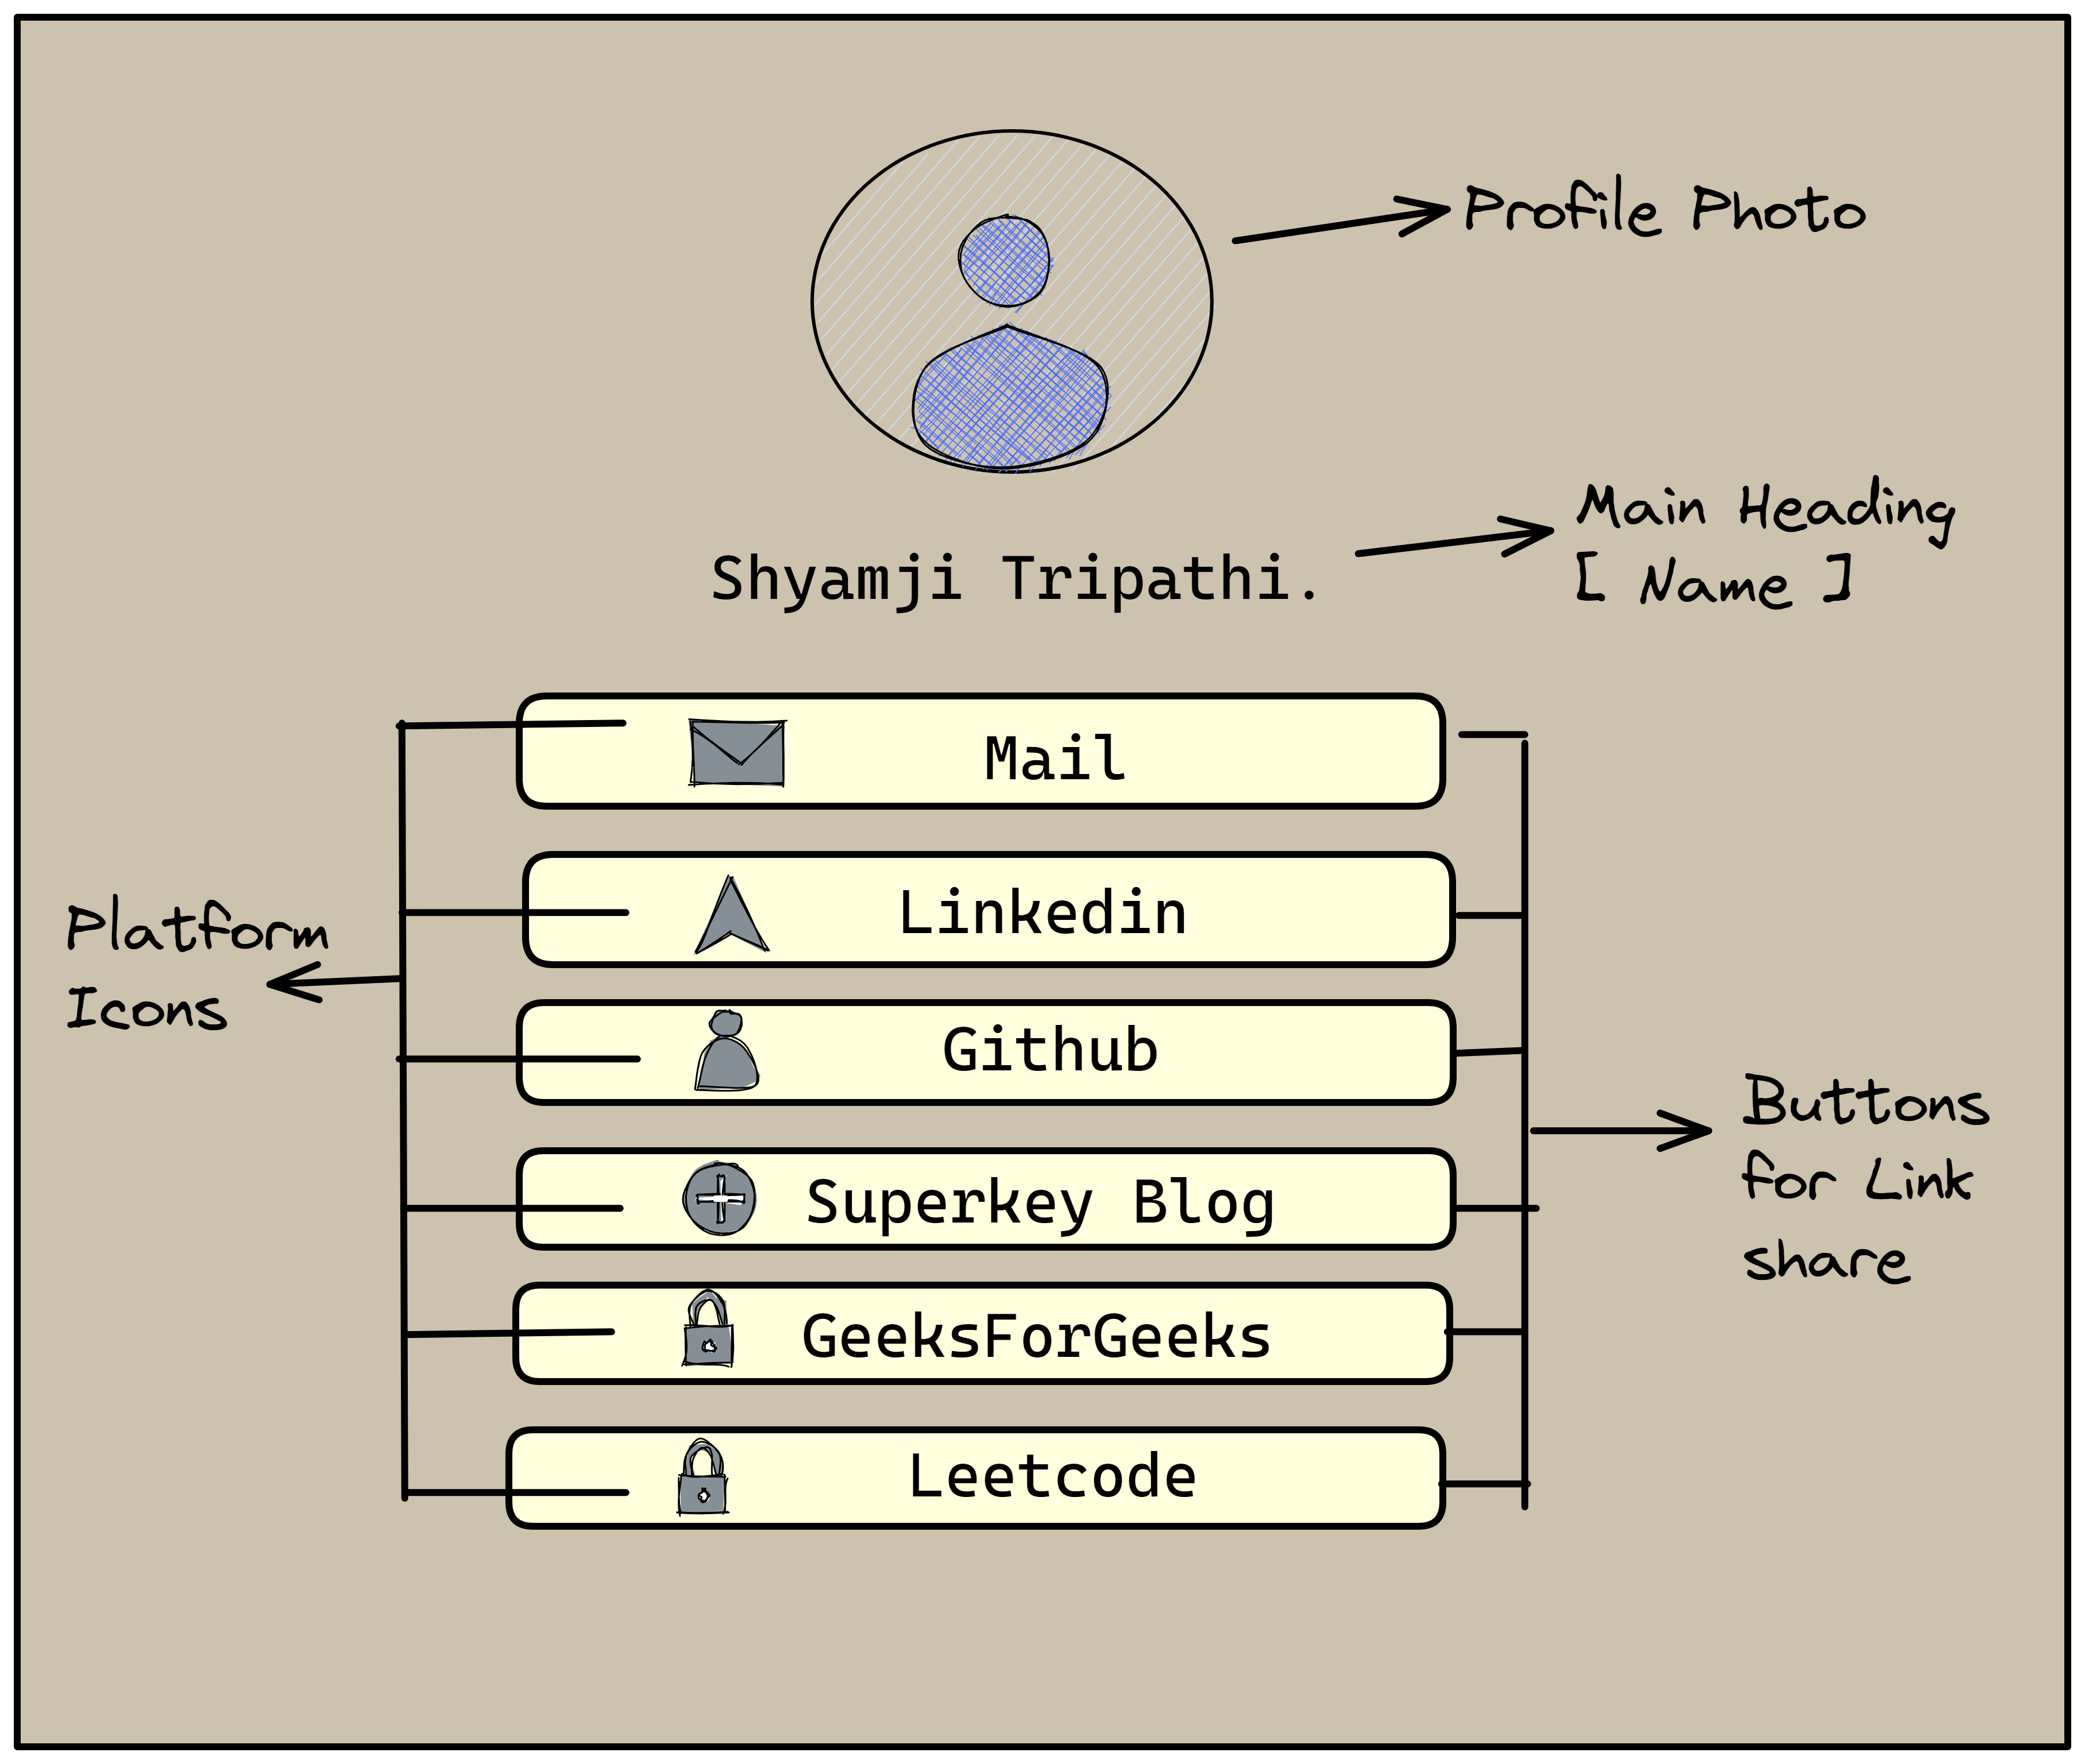 Profile Photo
Main Heading
[ Name ]
Shyamji Tripathi.
Mail
Linkedin
Platform
Icons
Github
Superkey Blog
Buttons
for Link
share
GeeksForGeeks
Leetcode